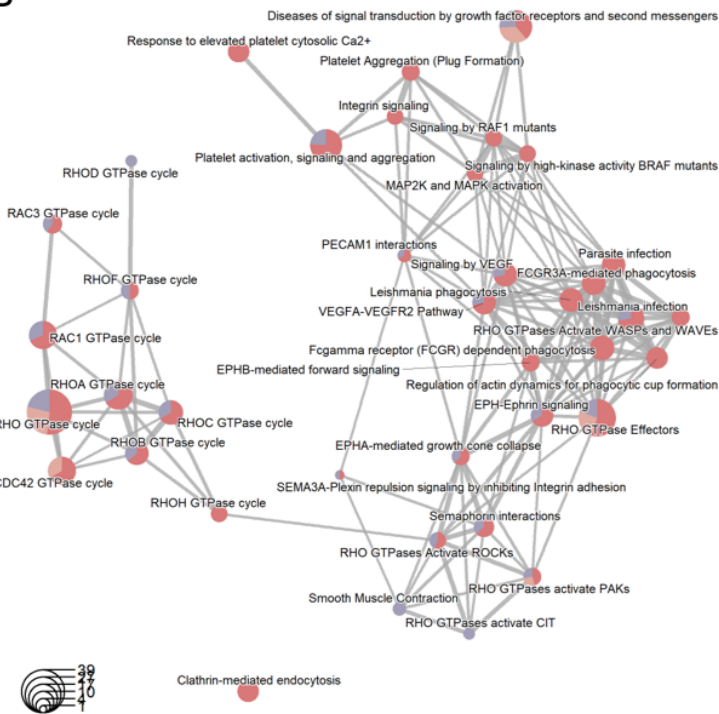 Diseases of signal transduction by growth factor receptors and second messengers
Response to elevated platelet cytosolic Ca2+
Platelet Aggregation (Plug Formation)
Integrin signaling
Signaling by RAF1 mutants
Platelet activation, signaling and aggregation
Signaling by high-kinase activity BRAF mutants
RHOD GTPase cycle
MAP2K and MAPK activation
RAC3 GTPase cycle
PECAM1 interactions
Parasite infection
Signaling by VEGF
FCGR3A-mediated phagocytosis
RHOF GTPase cycle
Leishmania phagocytosis
Leishmania infection
VEGFA-VEGFR2 Pathway
RHO GTPases Activate WASPs and WAVEs
RAC1 GTPase cycle
Fcgamma receptor (FCGR) dependent phagocytosis
EPHB-mediated forward signaling
RHOA GTPase cycle
Regulation of actin dynamics for phagocytic cup formation
EPH-Ephrin signaling
RHO GTPase cycle
RHOC GTPase cycle
RHO GTPase Effectors
RHOB GTPase cycle
EPHA-mediated growth cone collapse
CDC42 GTPase cycle
SEMA3A-Plexin repulsion signaling by inhibiting Integrin adhesion
RHOH GTPase cycle
Semaphorin interactions
RHO GTPases Activate ROCKs
RHO GTPases activate PAKs
Smooth Muscle Contraction
RHO GTPases activate CIT
39
10
4
1
Clathrin-mediated endocytosis